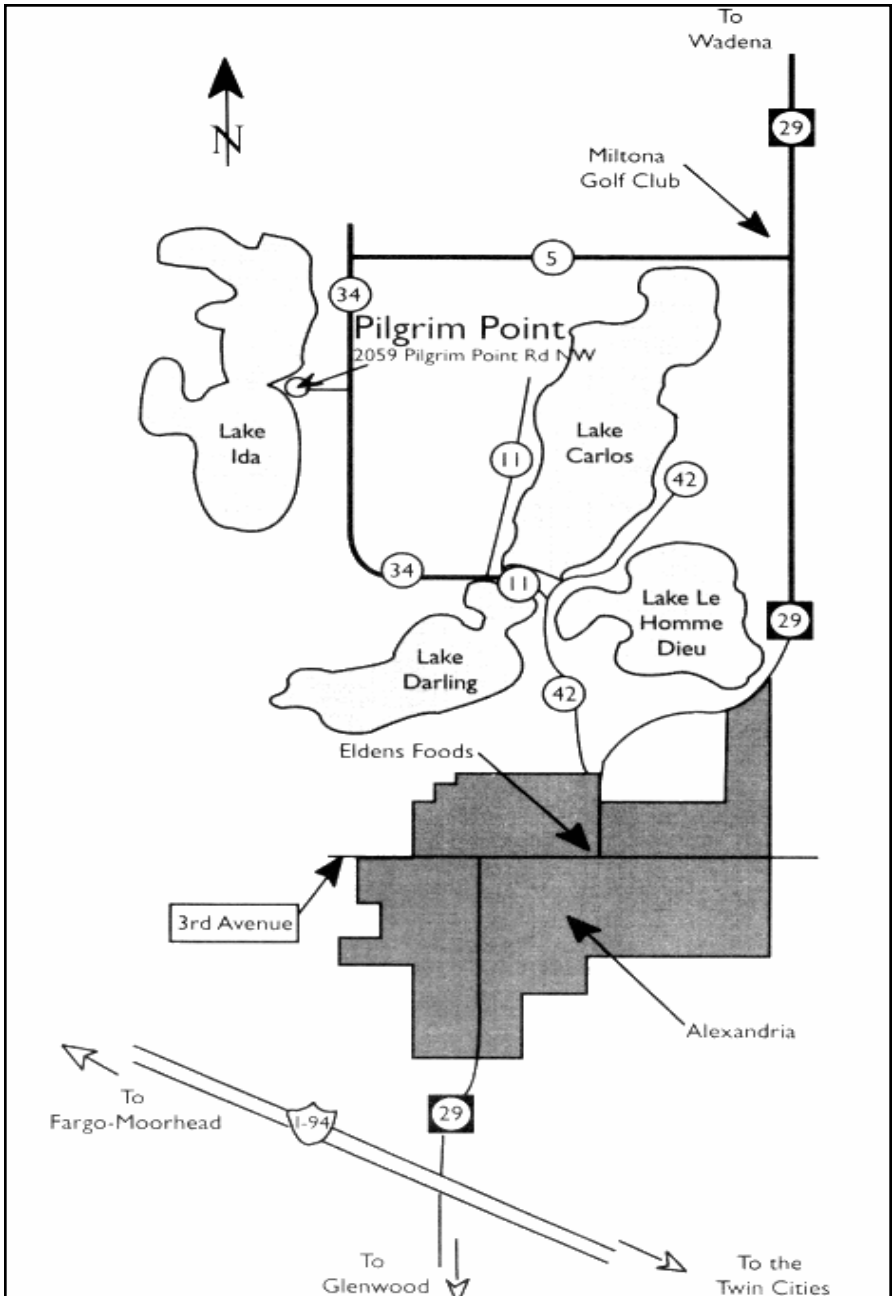 To
Wadena
N
29
Miltona
Golf Club
5
34
Pilgrim Point
2059 Pilgrim Point Rd NW
Lake
Ida
Lake
Carlos
11
42
34
11
Lake Le
Homme
Dieu
29
Lake
Darling
42
Eldens Foods
3rd Avenue
Alexandria
To
Fargo-Moorhead
I-94
29
To
Glenwood
To the
Twin Cities